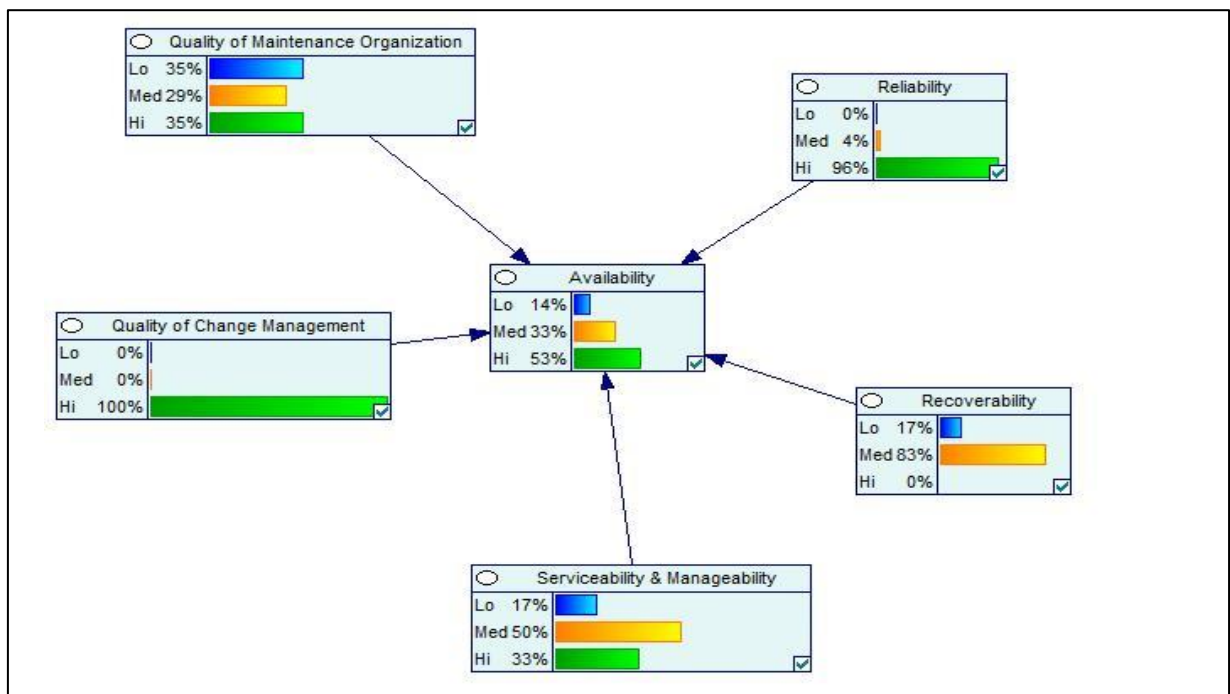 Quality of Maintenance Organization
Lo 35%
Med 29%
Hi 35%
Reliability
Lo 0%
Med 4%
Hi 96%
Availability
Lo 14%
Med 33%
Hi 53%
Quality of Change Management
Lo 0%
Med 0%
Hi 100%
Recoverability
Lo 17%
Med 83%
Hi 0%
Serviceability & Manageability
Lo 17%
Med 50%
Hi 33%